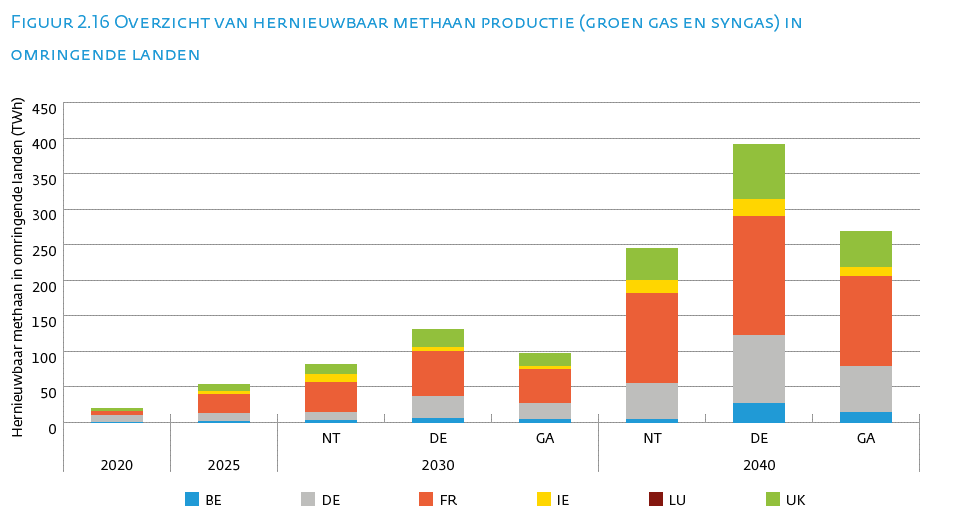 Figuur 2.16 Overzicht van hernieuwbaar methaan productie (groen gas en syngas) in
omringende landen
Hernieuwbaar methaan in omringende landen (TWh)
450
400
350
300
250
200
150
100
50
0
NT DE GA NT DE GA
2020 2025 2030 2040
BE DE FR IE LU UK